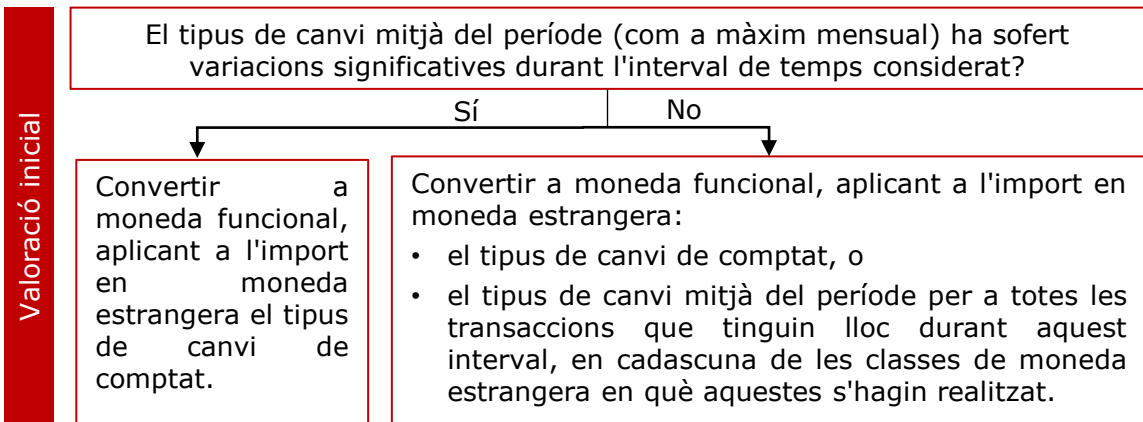 Valoració inicial
El tipus de canvi mitjà del període (com a màxim mensual) ha sofert
variacions significatives durant l'interval de temps considerat?
Sí
No
Convertir a
moneda funcional,
aplicant a l'import
en moneda
estrangera el tipus
de canvi de
comptat.
Convertir a moneda funcional, aplicant a l'import en
moneda estrangera:
• el tipus de canvi de comptat, o
• el tipus de canvi mitjà del període per a totes les
transaccions que tinguin lloc durant aquest
interval, en cadascuna de les classes de moneda
estrangera en què aquestes s'hagin realitzat.